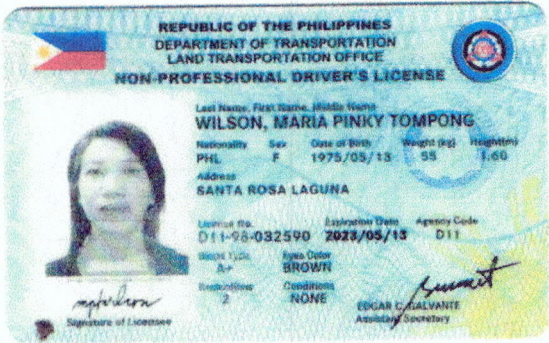 REPUBLIC OF THE PHILIPPINES
DEPARTMENT OF TRANSPORTATION
LAND TRANSPORTATION OFFICE
NON-PROFESSIONAL DRIVER'S LICENSE
Last Name, First Name, Middle Name
WILSON, MARIA PINKY TOMPONG
Nationality Sex Date of Birth Weight (kg) Height(m)
PHL F 1975/05/13 55 1.60
Address
SANTA ROSA LAGUNA
License No. Expiration Date Agency Code
D11-98-032590 2023/05/13 D11
Blood Type Eyes Color
A+ BROWN
Restrictions Conditions
2 NONE
EDGAR C. GALVANTE
Signature of Licensee Assistant Secretary